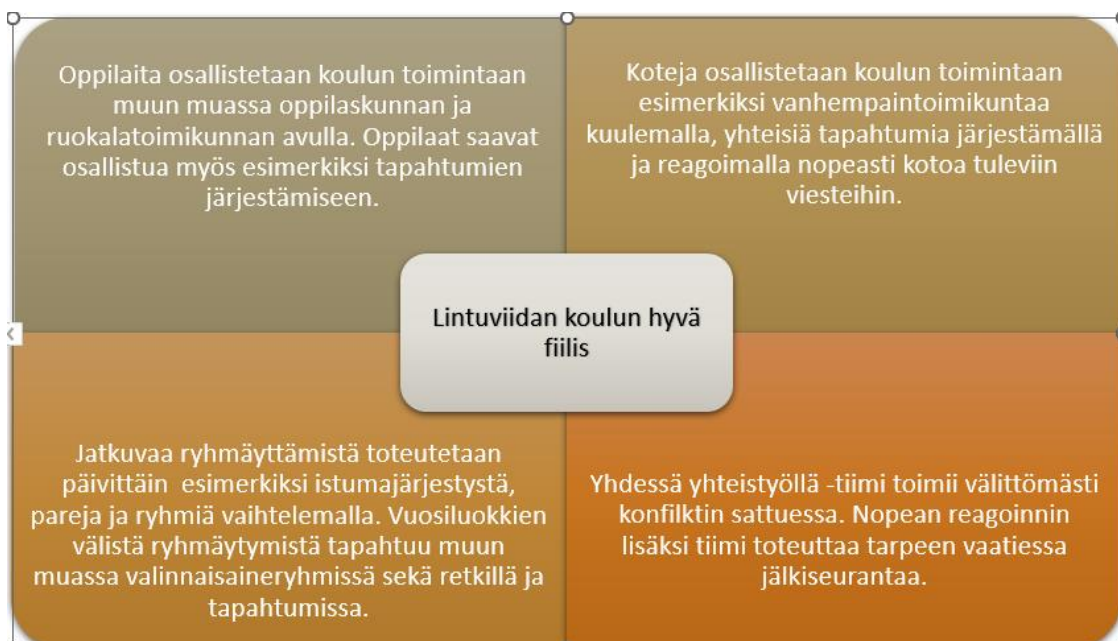 Oppilaita osallistetaan koulun toimintaan
muun muassa oppilaskunnan ja
ruokalatoimikunnan avulla. Oppilaat saavat
osallistua myös esimerkiksi tapahtumien
järjestämiseen.
Koteja osallistetaan koulun toimintaan
esimerkiksi vanhempaintoimikuntaa
kuulemalla, yhteisiä tapahtumia järjestämällä
ja reagoimalla nopeasti kotoa tuleviin
viesteihin.
Lintuviidan koulun hyvä
fiilis
Jatkuvaa ryhmäyttämistä toteutetaan
päivittäin esimerkiksi istumajärjestystä,
pareja ja ryhmiä vaihtelemalla. Vuosiluokkien
välistä ryhmäytymistä tapahtuu muun
muassa valinnaisaineryhmissä sekä retkillä ja
tapahtumissa.
Yhdessä yhteistyöllä -tiimi toimii välittömästi
konfilktin sattuessa. Nopean reagoinnin
lisäksi tiimi toteuttaa tarpeen vaatiessa
jälkiseurantaa.